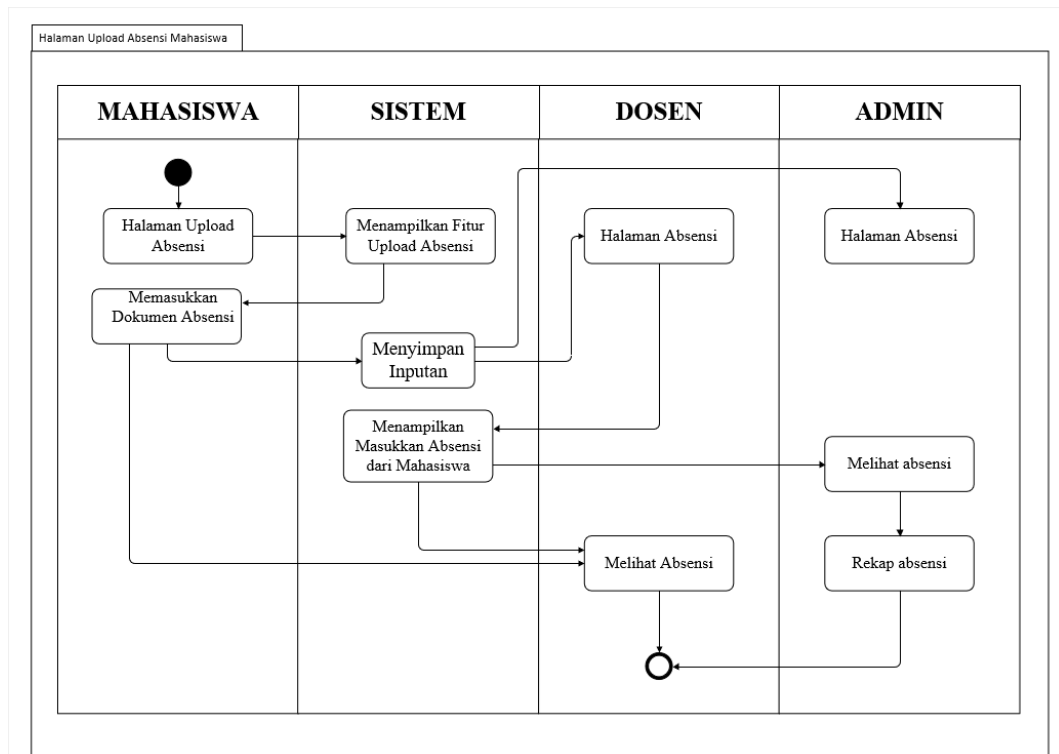 Halaman Upload Absensi Mahasiswa
MAHASISWA
SISTEM
DOSEN
ADMIN
Halaman Upload
Absensi
Menampilkan Fitur
Upload Absensi
Halaman Absensi
Halaman Absensi
Memasukkan
Dokumen Absensi
Menyimpan
Inputan
Menampilkan
Masukkan Absensi
dari Mahasiswa
Melihat absensi
Melihat Absensi
Rekap absensi